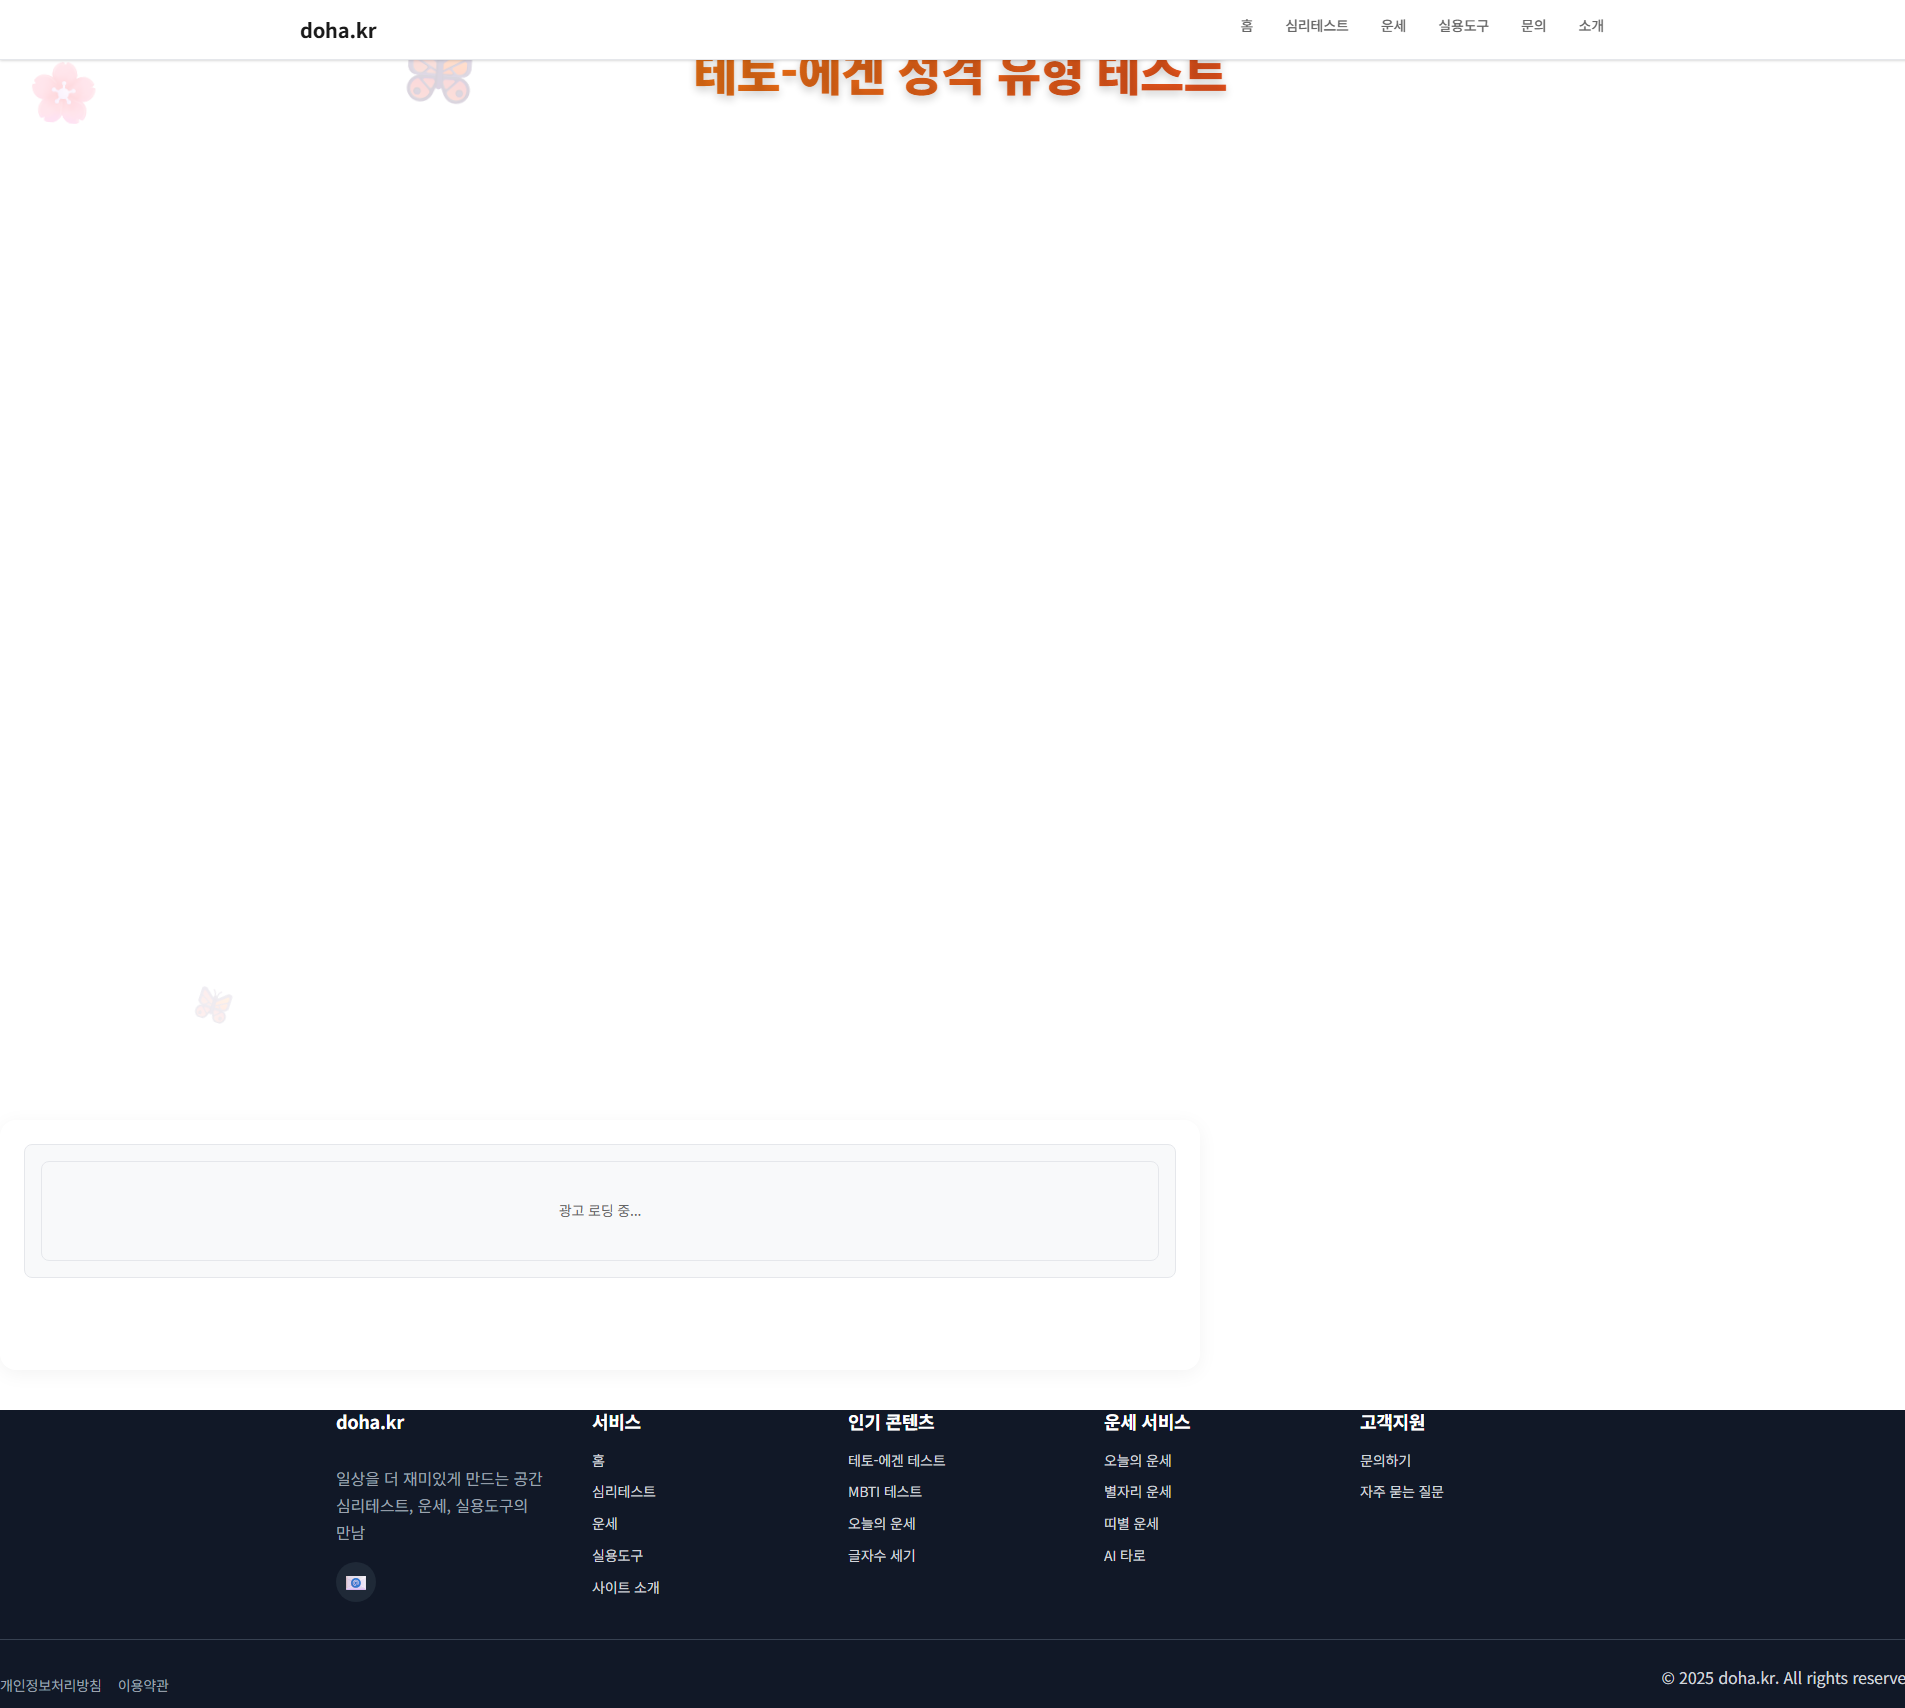 doha.kr
홈 심리테스트 운세 실용도구 문의 소개
테토-에겐 성격 유형 테스트
광고 로딩 중...
doha.kr
일상을 더 재미있게 만드는 공간
심리테스트, 운세, 실용도구의
만남
서비스
홈
심리테스트
운세
실용도구
사이트 소개
인기 콘텐츠
테토-에겐 테스트
MBTI 테스트
오늘의 운세
글자수 세기
운세 서비스
오늘의 운세
별자리 운세
띠별 운세
AI 타로
고객지원
문의하기
자주 묻는 질문
개인정보처리방침 이용약관
© 2025 doha.kr. All rights reserve